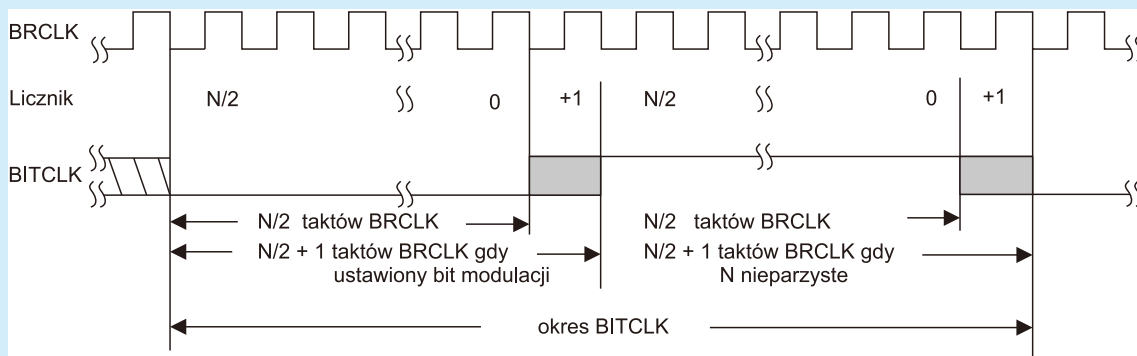 BRCLK
Licznik N/2 0 +1 N/2 0 +1
BITCLK
N/2 taktów BRCLK N/2 taktów BRCLK
N/2 + 1 taktów BRCLK gdy N/2 + 1 taktów BRCLK gdy
ustawiony bit modulacji N nieparzyste
okres BITCLK